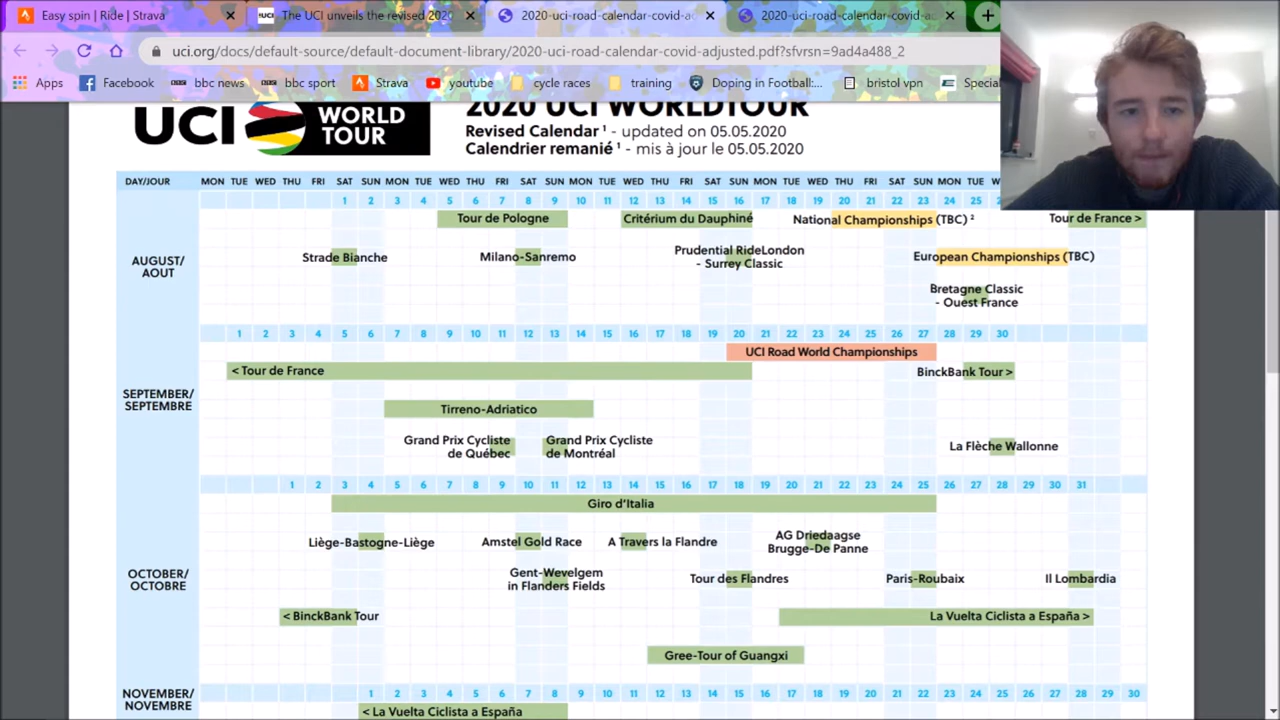 Easy spin | Ride | Strava
The UCI unveils the revised 2020
2020-uci-road-calendar-covid-ad
2020-uci-road-calendar-covid-ad
uci.org/docs/default-source/default-document-library/2020-uci-road-calendar-covid-adjusted.pdf?sfvrsn=9ad4a488_2
Apps Facebook bbc news bbc sport Strava youtube cycle races training Doping in Football:... bristol vpn Special
UCI WORLD TOUR
2020 UCI WORLDTOUR
Revised Calendar ¹ - updated on 05.05.2020
Calendrier remanié ¹ - mis à jour le 05.05.2020
DAY/JOUR MON TUE WED THU FRI SAT SUN MON TUE WED THU FRI SAT SUN MON TUE WED THU FRI SAT SUN MON TUE WED THU FRI SAT SUN MON TUE W
1 2 3 4 5 6 7 8 9 10 11 12 13 14 15 16 17 18 19 20 21 22 23 24 25
AUGUST/
AOUT
Tour de Pologne Critérium du Dauphiné National Championships (TBC) ² Tour de France >
Strade Bianche Milano-Sanremo Prudential RideLondon
- Surrey Classic European Championships (TBC)
Bretagne Classic
- Ouest France
1 2 3 4 5 6 7 8 9 10 11 12 13 14 15 16 17 18 19 20 21 22 23 24 25 26 27 28 29 30
SEPTEMBER/
SEPTEMBRE
UCI Road World Championships
< Tour de France BinckBank Tour >
Tirreno-Adriatico
Grand Prix Cycliste
de Québec Grand Prix Cycliste
de Montréal La Flèche Wallonne
1 2 3 4 5 6 7 8 9 10 11 12 13 14 15 16 17 18 19 20 21 22 23 24 25 26 27 28 29 30 31
OCTOBER/
OCTOBRE
Giro d'Italia
Liège-Bastogne-Liège Amstel Gold Race A Travers la Flandre AG Driedaagse
Brugge-De Panne
Gent-Wevelgem
in Flanders Fields Tour des Flandres Paris-Roubaix Il Lombardia
< BinckBank Tour La Vuelta Ciclista a España >
Gree-Tour of Guangxi
1 2 3 4 5 6 7 8 9 10 11 12 13 14 15 16 17 18 19 20 21 22 23 24 25 26 27 28 29 30
NOVEMBER/
NOVEMBRE
< La Vuelta Ciclista a España